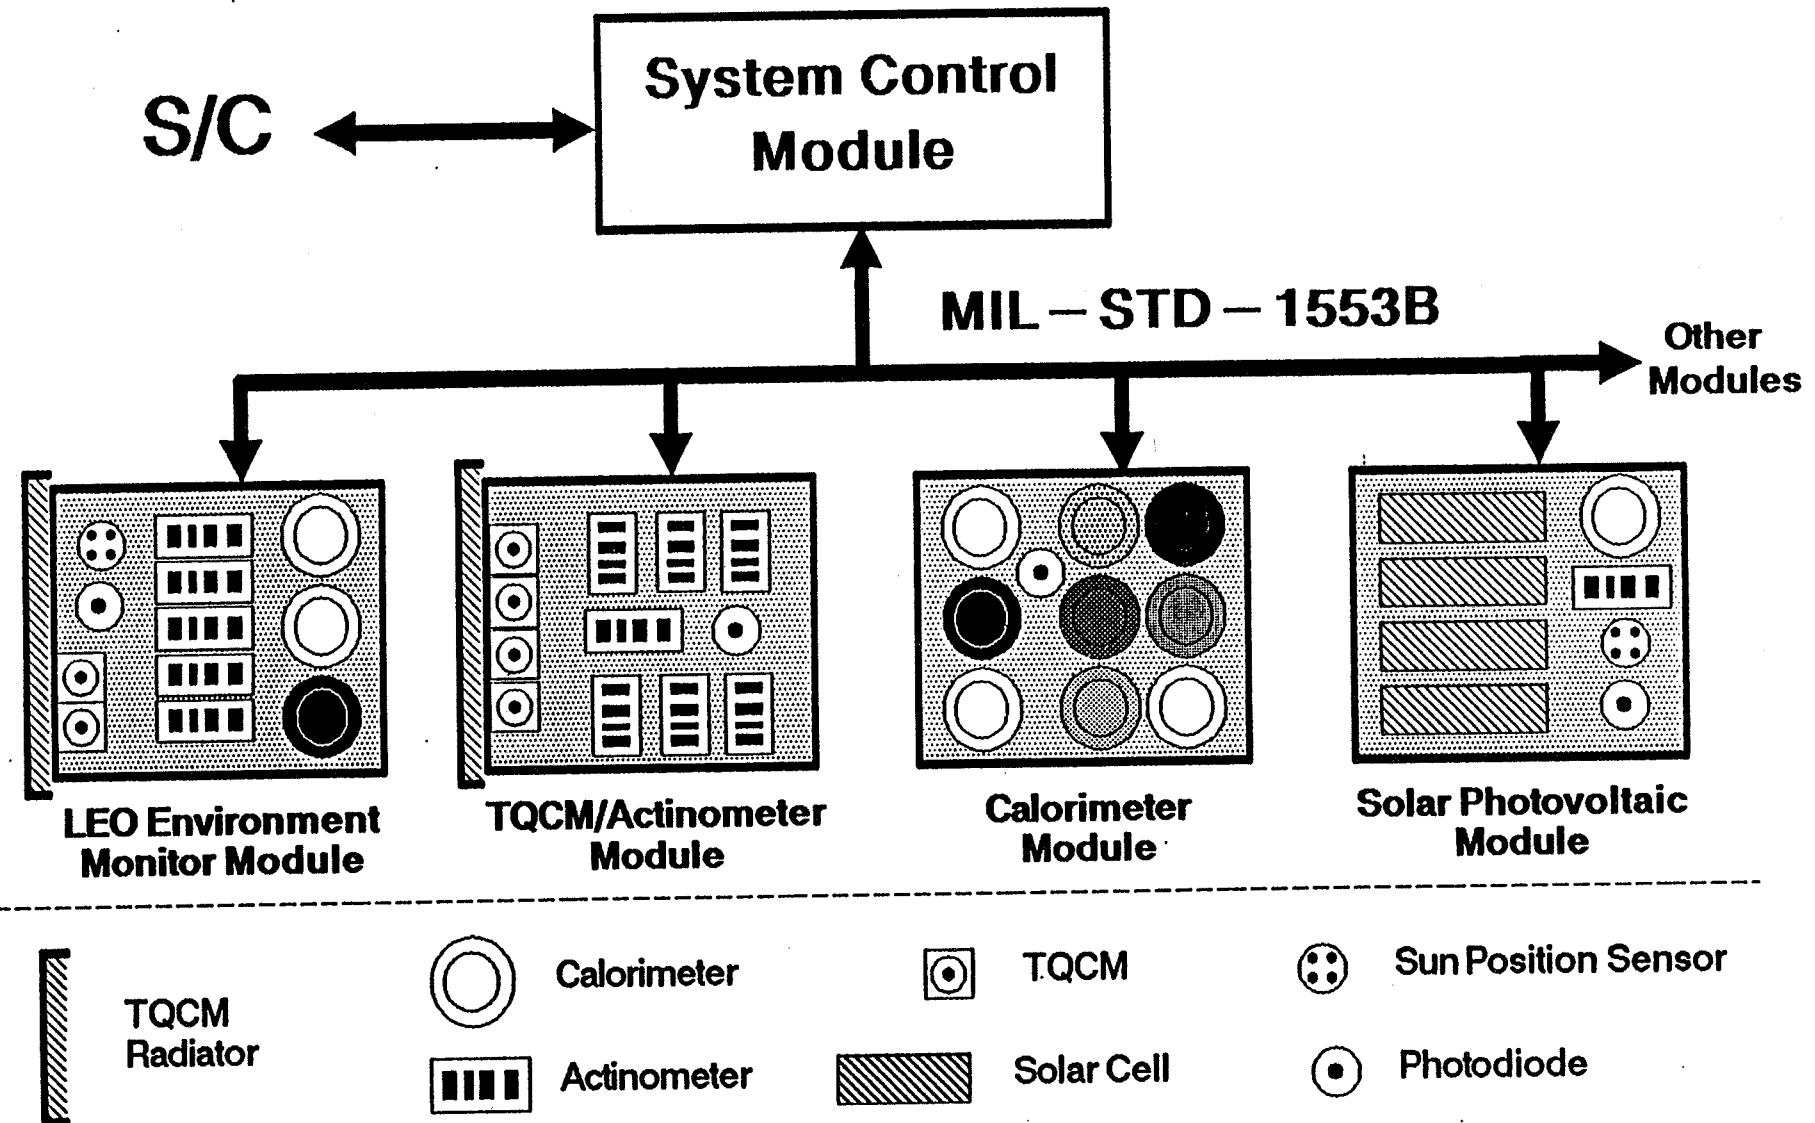 System Control
Module
S/C
MIL – STD – 1553B
Other
Modules
LEO Environment
Monitor Module
TQCM/Actinometer
Module
Calorimeter
Module
Solar Photovoltaic
Module
TQCM
Radiator
Calorimeter
TQCM
Sun Position Sensor
Actinometer
Solar Cell
Photodiode